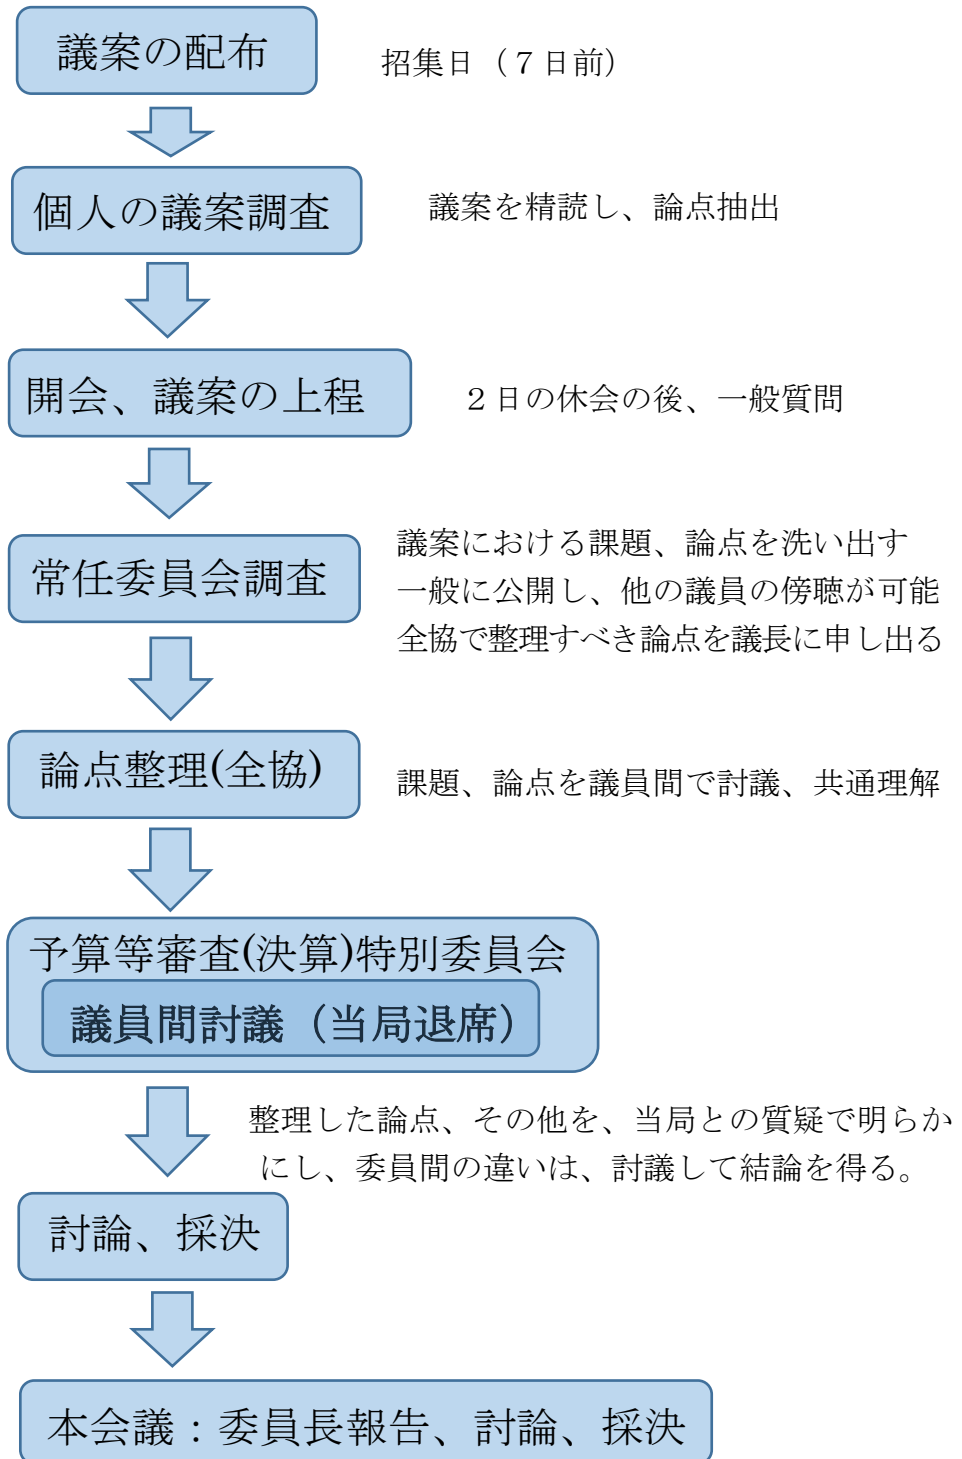 議案の配布
招集日（７日前）
個人の議案調査
議案を精読し、論点抽出
開会、議案の上程
２日の休会の後、一般質問
常任委員会調査
議案における課題、論点を洗い出す
一般に公開し、他の議員の傍聴が可能
全協で整理すべき論点を議長に申し出る
論点整理(全協)
課題、論点を議員間で討議、共通理解
予算等審査(決算)特別委員会
議員間討議（当局退席）
整理した論点、その他を、当局との質疑で明らか
にし、委員間の違いは、討議して結論を得る。
討論、採決
本会議：委員長報告、討論、採決